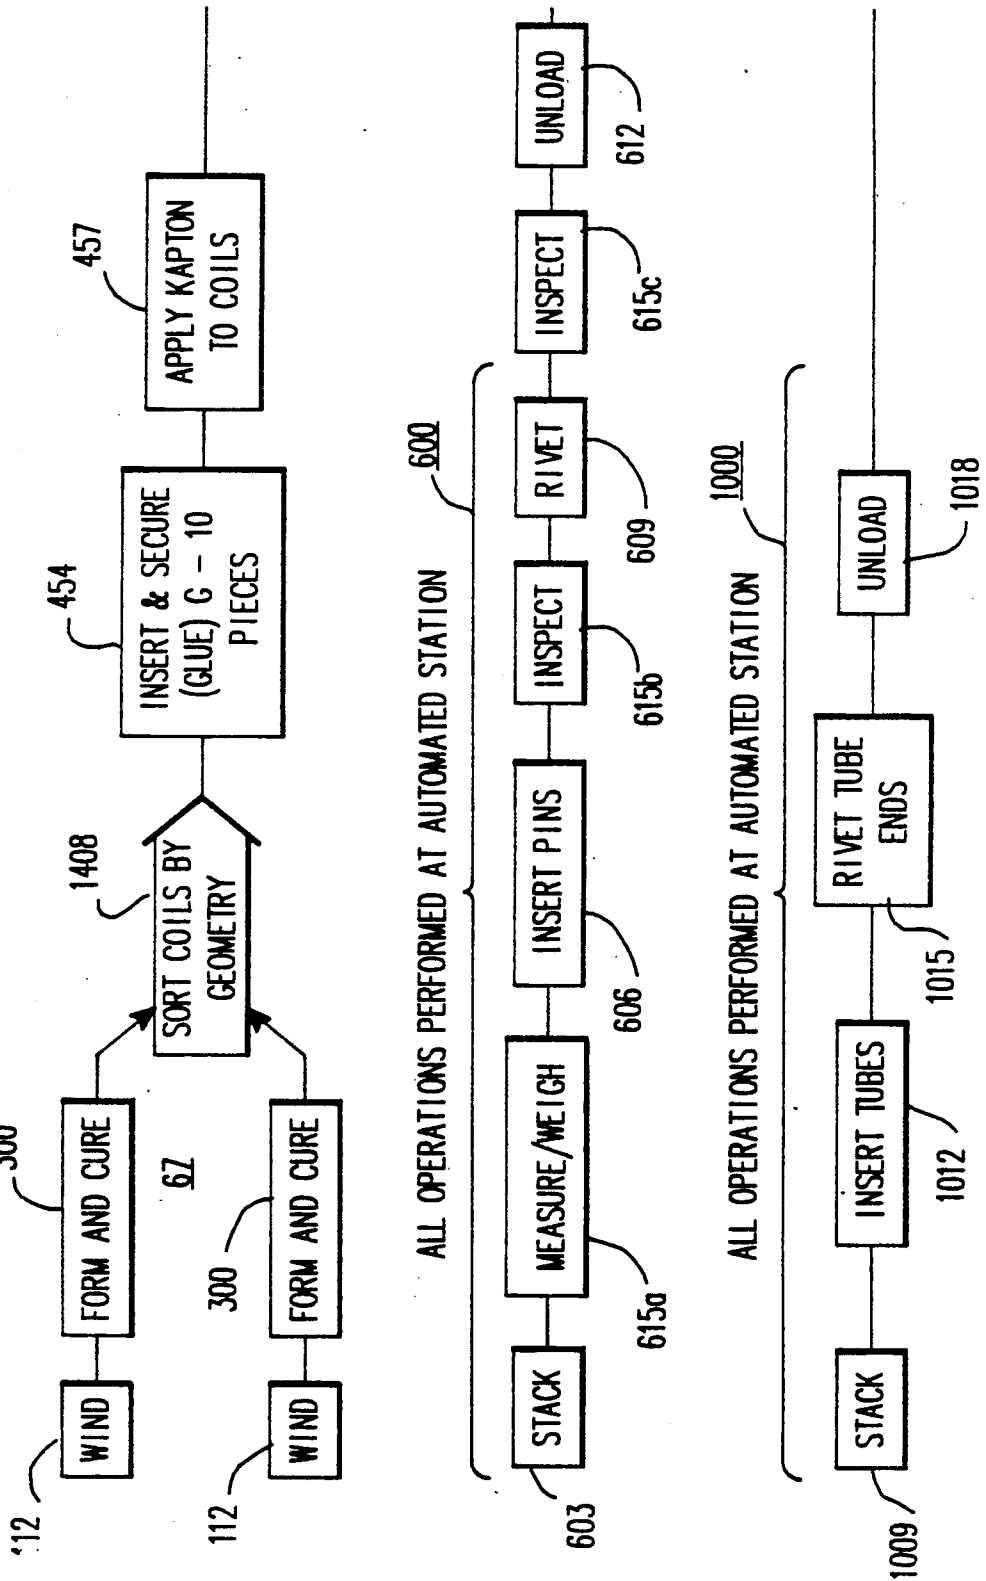 112
WIND
300
FORM AND CURE
67
112
WIND
300
FORM AND CURE
1408
SORT COILS BY
GEOMETRY
454
INSERT & SECURE
(GLUE) G - 10
PIECES
457
APPLY KAPTON
TO COILS
ALL OPERATIONS PERFORMED AT AUTOMATED STATION
600
603
STACK
615a
MEASURE/WEIGH
606
INSERT PINS
615b
INSPECT
609
RIVET
615c
INSPECT
612
UNLOAD
ALL OPERATIONS PERFORMED AT AUTOMATED STATION
1000
1009
STACK
1012
INSERT TUBES
1015
RIVET TUBE
ENDS
1018
UNLOAD